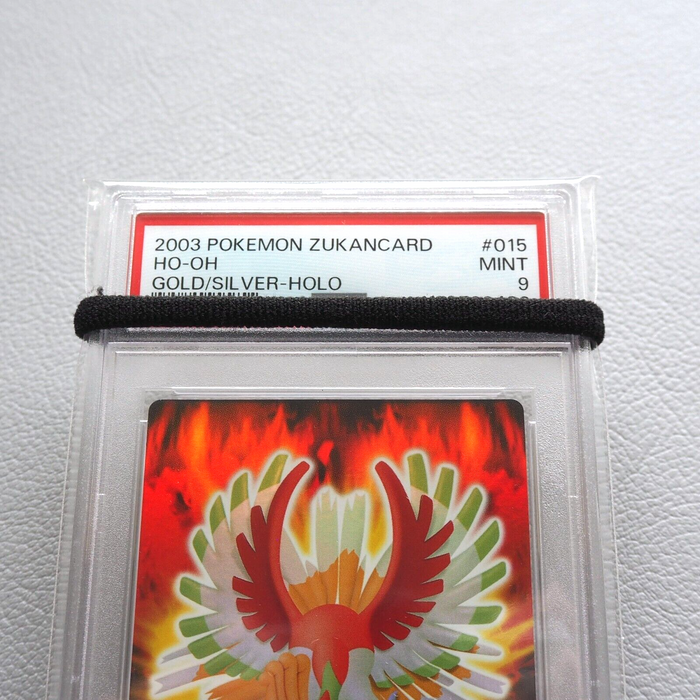 2003 POKEMON ZUKANCARD #015
HO-OH MINT
GOLD/SILVER-HOLO 9